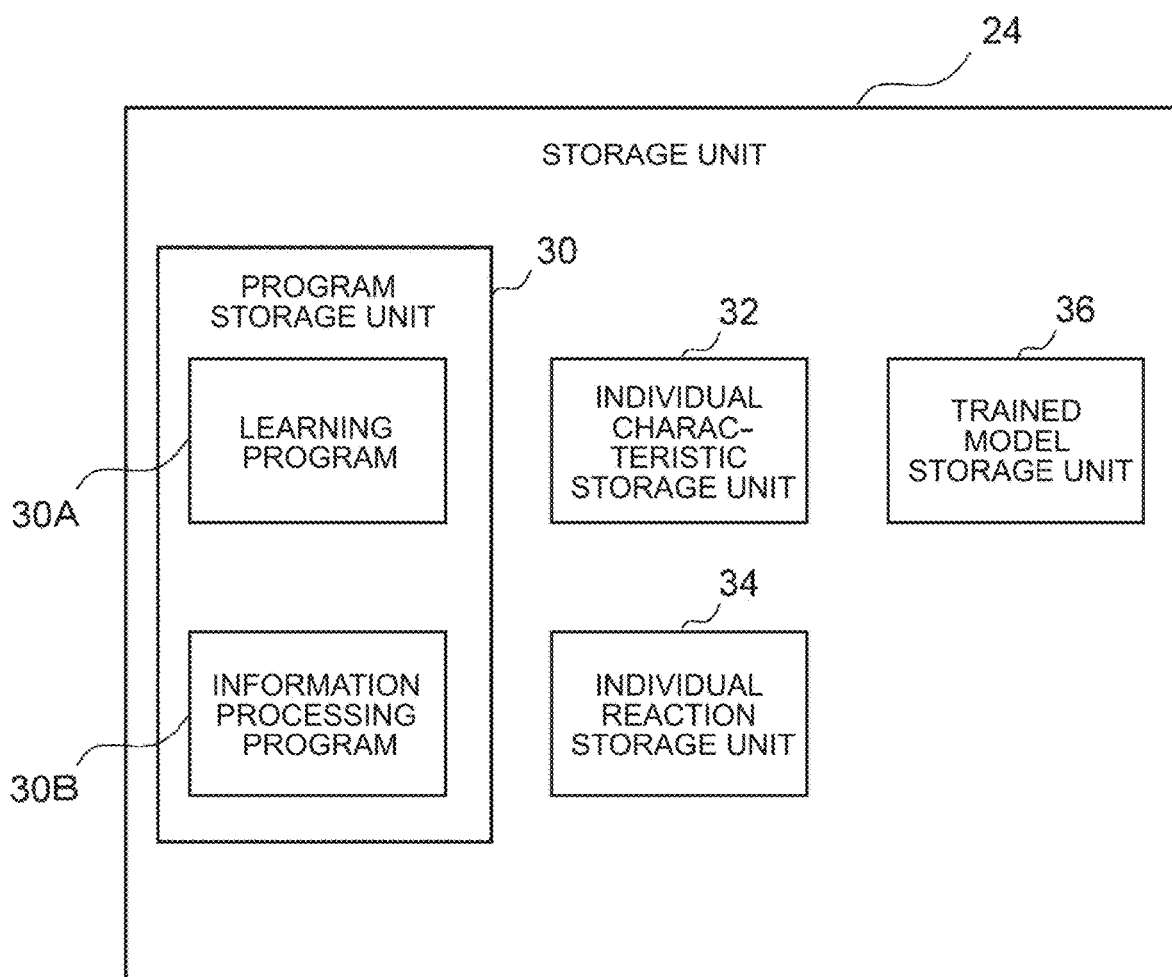 24
STORAGE UNIT
30
PROGRAM
STORAGE UNIT
32
36
LEARNING
PROGRAM
30A
INDIVIDUAL
CHARAC-
TERISTIC
STORAGE UNIT
TRAINED
MODEL
STORAGE UNIT
34
INFORMATION
PROCESSING
PROGRAM
30B
INDIVIDUAL
REACTION
STORAGE UNIT